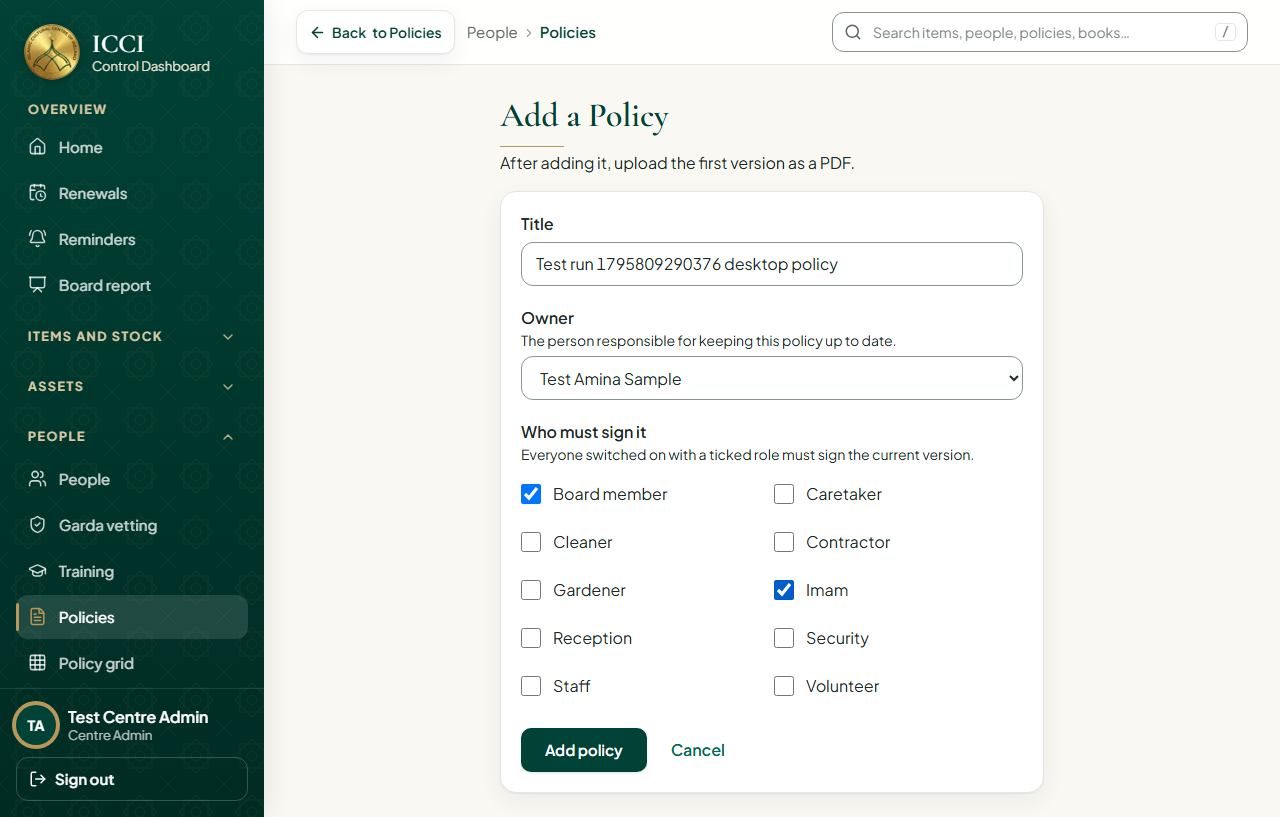 ICCI
Control Dashboard
OVERVIEW
Home
Renewals
Reminders
Board report
ITEMS AND STOCK
ASSETS
PEOPLE
People
Garda vetting
Training
Policies
Policy grid
TA
Test Centre Admin
Centre Admin
Sign out
Back to Policies
People
Policies
Search items, people, policies, books…
/
Add a Policy
After adding it, upload the first version as a PDF.
Title
Test run 1795809290376 desktop policy
Owner
The person responsible for keeping this policy up to date.
Test Amina Sample
Who must sign it
Everyone switched on with a ticked role must sign the current version.
Board member
Caretaker
Cleaner
Contractor
Gardener
Imam
Reception
Security
Staff
Volunteer
Add policy
Cancel